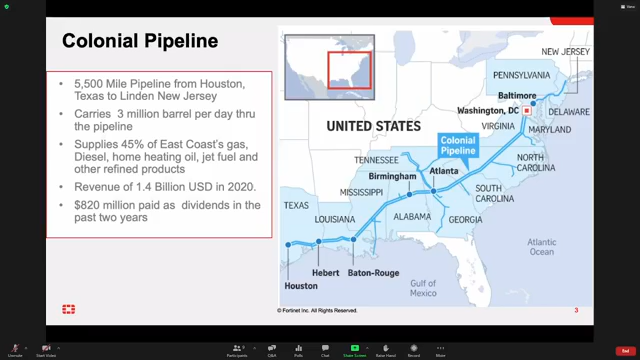 View
Colonial Pipeline
5,500 Mile Pipeline from Houston,
Texas to Linden New Jersey
Carries 3 million barrel per day thru
the pipeline
Supplies 45% of East Coast's gas,
Diesel, home heating oil, jet fuel and
other refined products
Revenue of 1.4 Billion USD in 2020.
$820 million paid as dividends in the
past two years
NEW JERSEY
PENNSYLVANIA
Baltimore
Washington, DC
DELAWARE
VIRGINIA
MARYLAND
UNITED STATES
Colonial
Pipeline
TENNESSEE
NORTH
CAROLINA
Birmingham
Atlanta
MISSISSIPPI
SOUTH
CAROLINA
TEXAS
LOUISIANA
ALABAMA
GEORGIA
Atlantic
Ocean
Hebert
Baton-Rouge
Houston
Gulf of
Mexico
© Fortinet Inc. All Rights Reserved.
3
Unmute
Start Video
Participants
Q&A
Polls
Chat
Share Screen
Raise Hand
Record
More
End